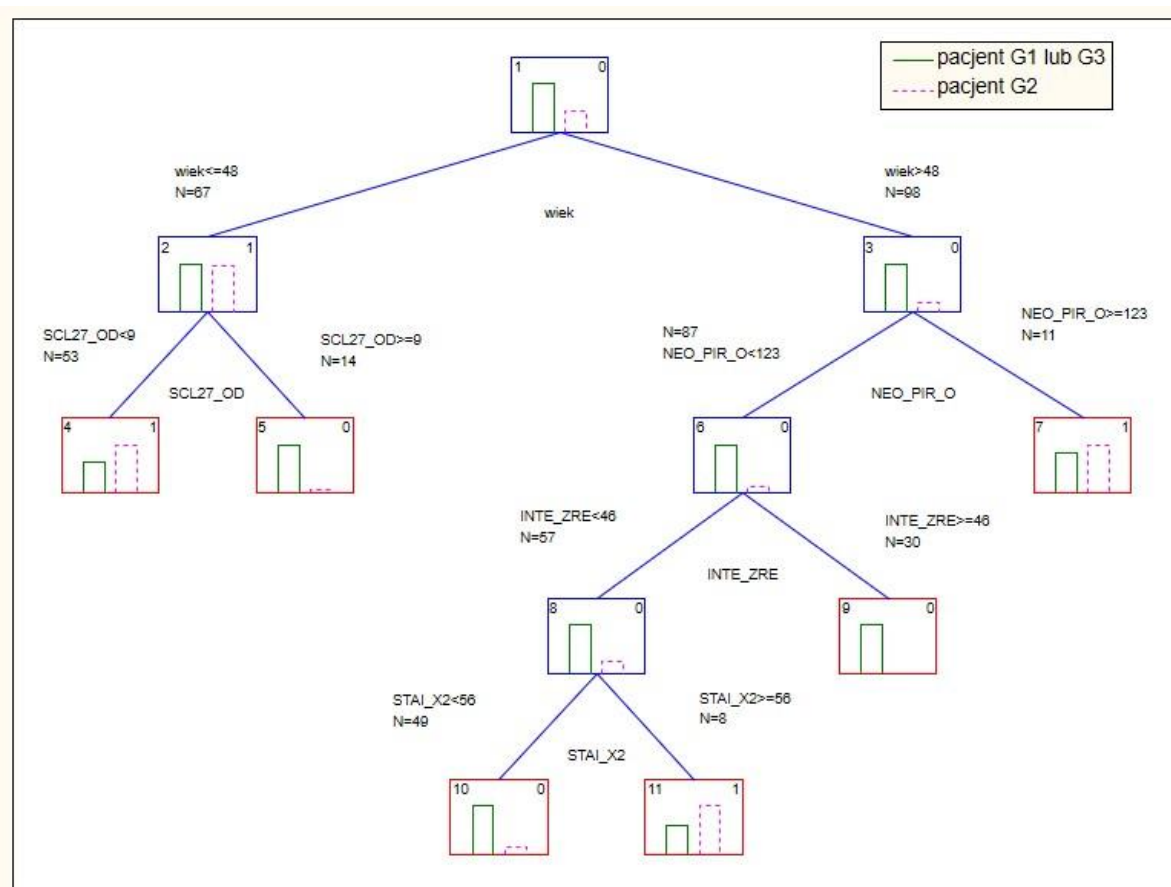 pacjent G1 lub G3
pacjent G2
1 0
wiek<=48
N=67
wiek
wiek>48
N=98
2 1
3 0
SCL27_OD<9
N=53
SCL27_OD
SCL27_OD>=9
N=14
N=87
NEO_PIR_O<123
NEO_PIR_O
NEO_PIR_O>=123
N=11
4 1
5 0
6 0
7 1
INTE_ZRE<46
N=57
INTE_ZRE
INTE_ZRE>=46
N=30
8 0
9 0
STAI_X2<56
N=49
STAI_X2
STAI_X2>=56
N=8
10 0
11 1